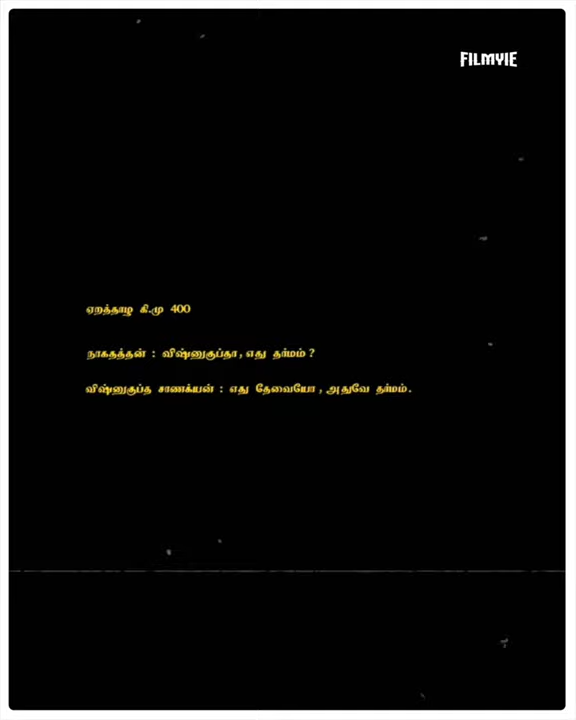 FILMYIE
ஏறத்தாழ கி.மு 400
நாகதத்தன் : விஷ்னுகுப்தா , எது தர்மம் ?
விஷ்னுகுப்த சாணக்யன் : எது தேவையோ , அதுவே தர்மம் .